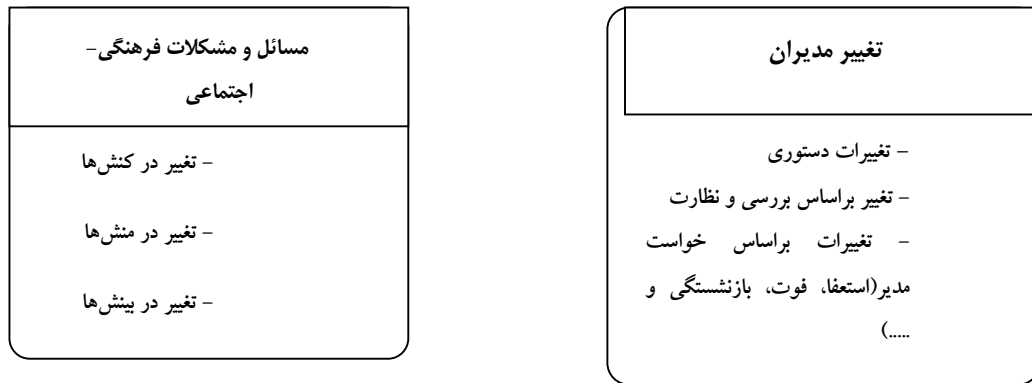 تغییر مدیران
- تغییرات دستوری
- تغییر براساس بررسی و نظارت
- تغییرات براساس خواست
مدیر(استعفا، فوت، بازنشستگی و
.....)
مسائل و مشکلات فرهنگی-
اجتماعی
- تغییر در کنش‌ها
- تغییر در منش‌ها
- تغییر در بینش‌ها